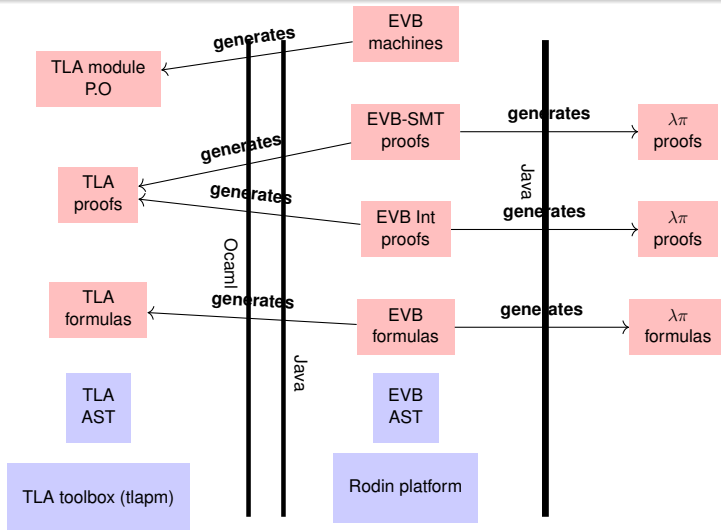 EVB
machines
generates
TLA module
P.O
EVB-SMT
proofs
generates
λπ
proofs
generates
TLA
proofs
Java
generates
EVB Int
proofs
generates
λπ
proofs
Ocaml
TLA
formulas
generates
EVB
formulas
generates
λπ
formulas
Java
TLA
AST
EVB
AST
TLA toolbox (tlapm)
Rodin platform